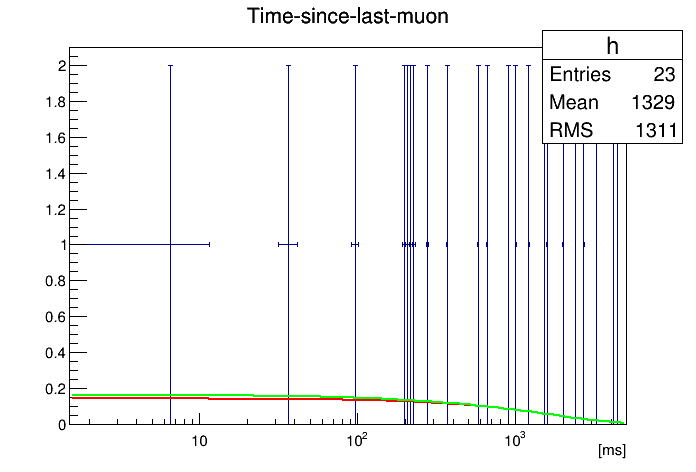 Time-since-last-muon
h
Entries 23
Mean 1329
RMS 1311
2
1.8
1.6
1.4
1.2
1
0.8
0.6
0.4
0.2
0
10 10² 10³
[ms]